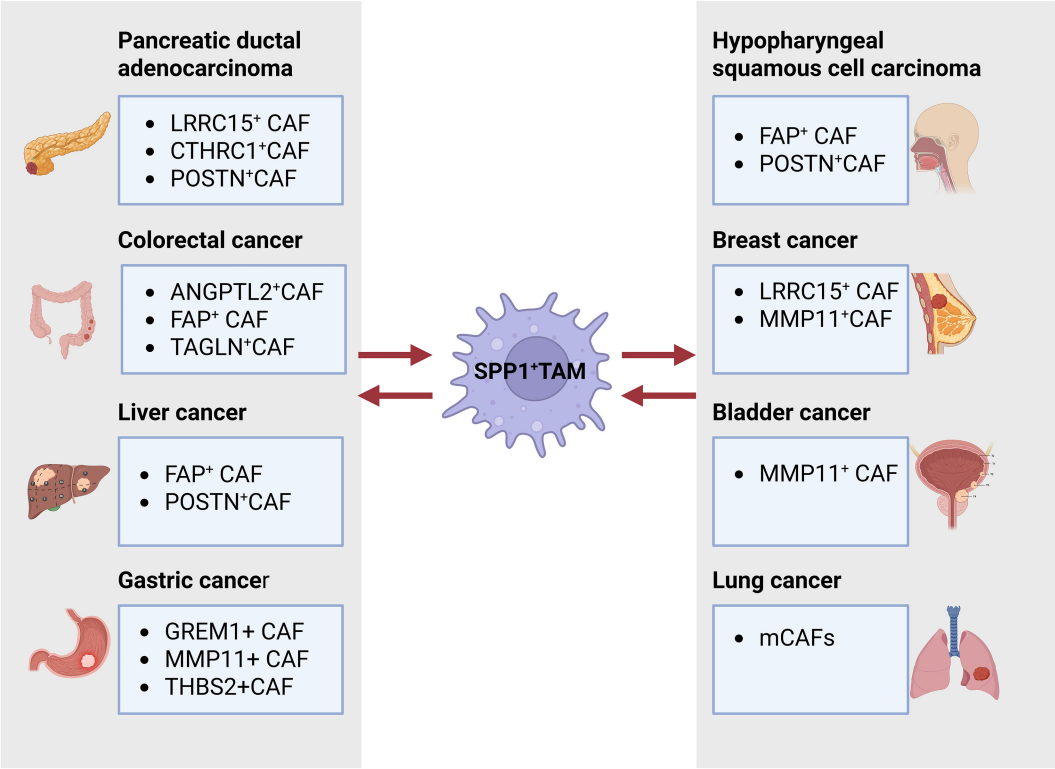 Pancreatic ductal
adenocarcinoma
• LRRC15⁺ CAF
• CTHRC1⁺CAF
• POSTN⁺CAF
Colorectal cancer
• ANGPTL2⁺CAF
• FAP⁺ CAF
• TAGLN⁺CAF
Liver cancer
• FAP⁺ CAF
• POSTN⁺CAF
Gastric cancer
• GREM1+ CAF
• MMP11+ CAF
• THBS2+CAF
SPP1⁺TAM
Hypopharyngeal
squamous cell carcinoma
• FAP⁺ CAF
• POSTN⁺CAF
Breast cancer
• LRRC15⁺ CAF
• MMP11⁺CAF
Bladder cancer
• MMP11⁺ CAF
Lung cancer
• mCAFs